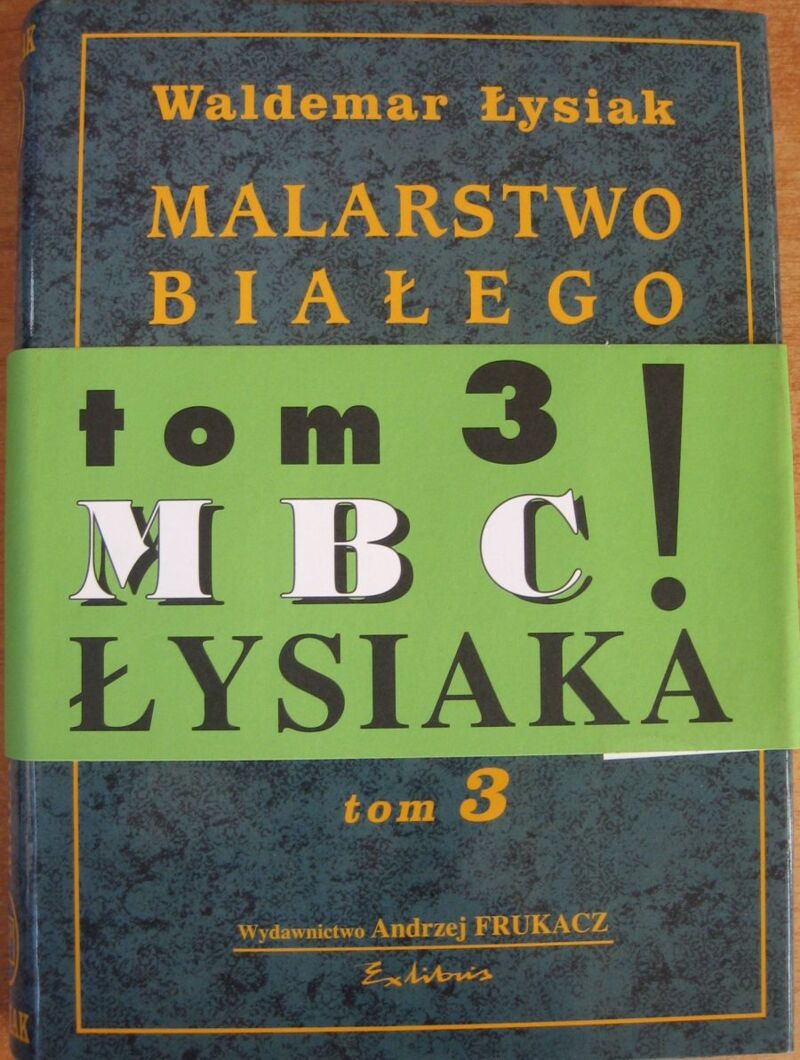 Waldemar Łysiak
MALARSTWO
BIAŁEGO
tom 3!
MBC
ŁYSIAKA
tom 3
Wydawnictwo Andrzej FRUKACZ
Exlibris